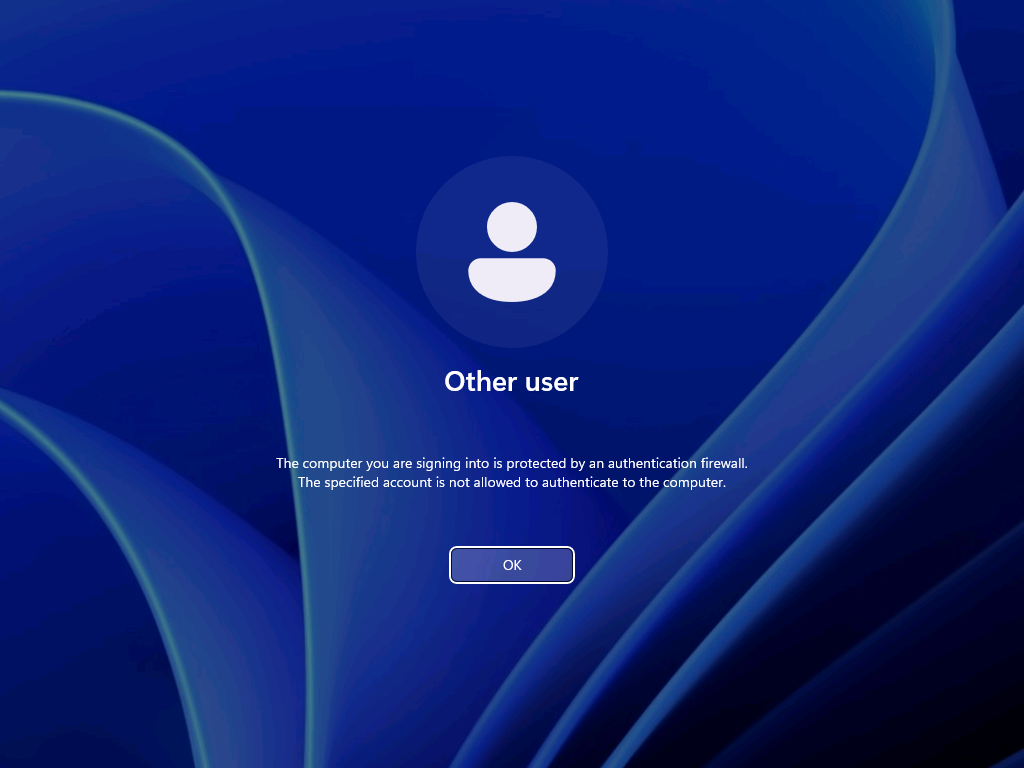 Other user
The computer you are signing into is protected by an authentication firewall.
The specified account is not allowed to authenticate to the computer.
OK